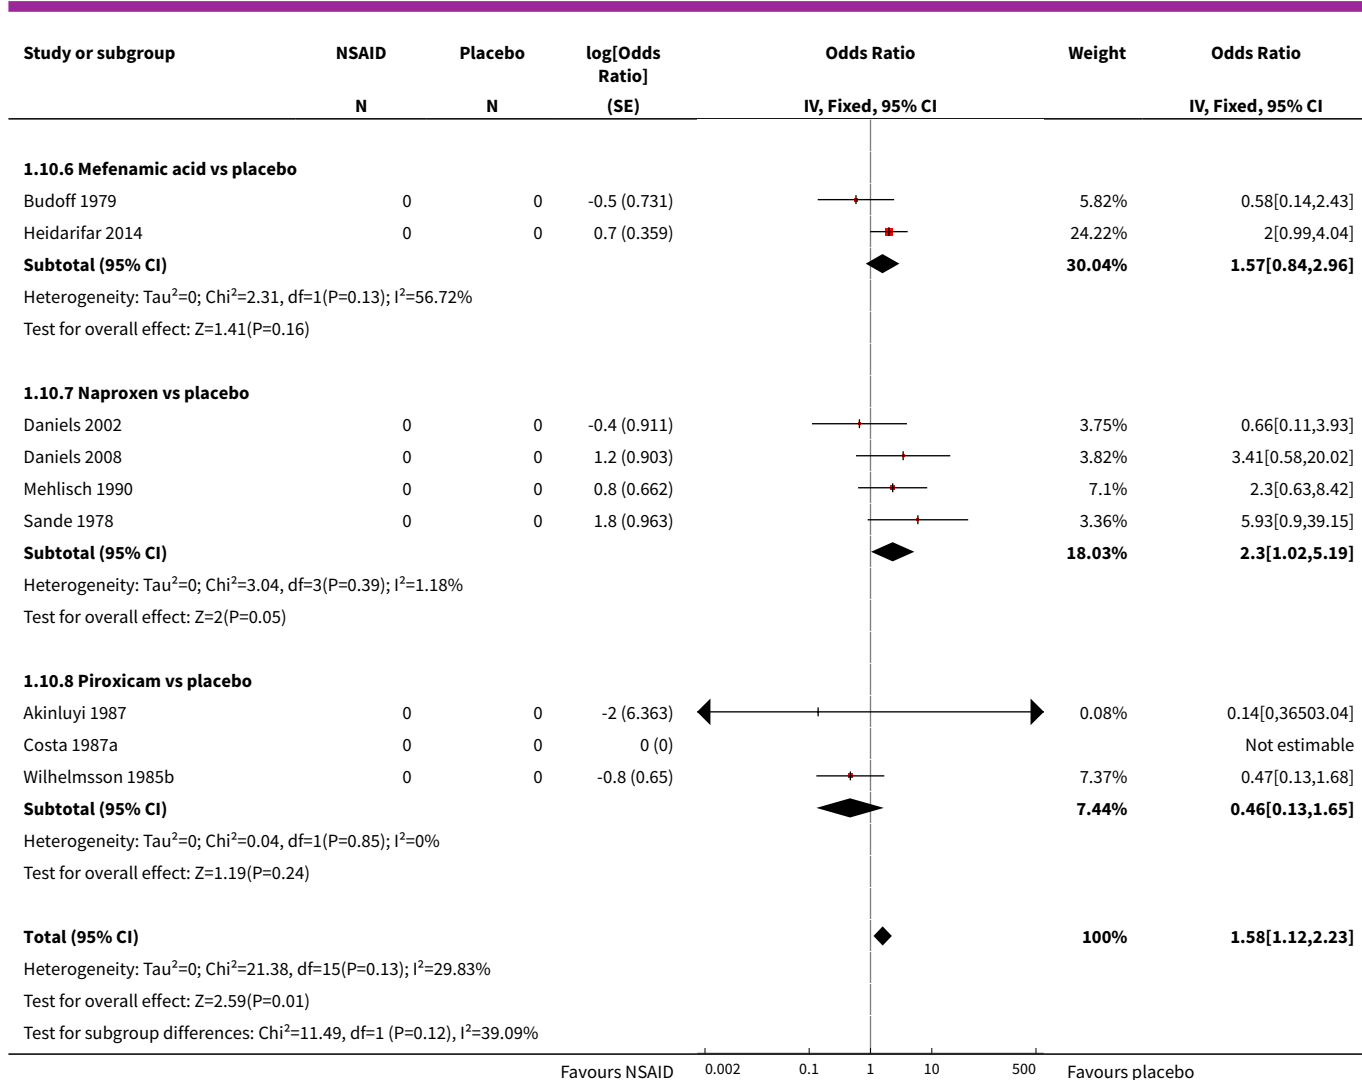 Study or subgroup NSAID Placebo log[Odds Ratio] Odds Ratio Weight Odds Ratio
N N (SE) IV, Fixed, 95% CI IV, Fixed, 95% CI
1.10.6 Mefenamic acid vs placebo
Budoff 1979 0 0 -0.5 (0.731) 5.82% 0.58[0.14,2.43]
Heidarifar 2014 0 0 0.7 (0.359) 24.22% 2[0.99,4.04]
Subtotal (95% CI) 30.04% 1.57[0.84,2.96]
Heterogeneity: Tau²=0; Chi²=2.31, df=1(P=0.13); I²=56.72%
Test for overall effect: Z=1.41(P=0.16)
1.10.7 Naproxen vs placebo
Daniels 2002 0 0 -0.4 (0.911) 3.75% 0.66[0.11,3.93]
Daniels 2008 0 0 1.2 (0.903) 3.82% 3.41[0.58,20.02]
Mehlisch 1990 0 0 0.8 (0.662) 7.1% 2.3[0.63,8.42]
Sande 1978 0 0 1.8 (0.963) 3.36% 5.93[0.9,39.15]
Subtotal (95% CI) 18.03% 2.3[1.02,5.19]
Heterogeneity: Tau²=0; Chi²=3.04, df=3(P=0.39); I²=1.18%
Test for overall effect: Z=2(P=0.05)
1.10.8 Piroxicam vs placebo
Akinluyi 1987 0 0 -2 (6.363) 0.08% 0.14[0,36503.04]
Costa 1987a 0 0 0 (0) Not estimable
Wilhelmsson 1985b 0 0 -0.8 (0.65) 7.37% 0.47[0.13,1.68]
Subtotal (95% CI) 7.44% 0.46[0.13,1.65]
Heterogeneity: Tau²=0; Chi²=0.04, df=1(P=0.85); I²=0%
Test for overall effect: Z=1.19(P=0.24)
Total (95% CI) 100% 1.58[1.12,2.23]
Heterogeneity: Tau²=0; Chi²=21.38, df=15(P=0.13); I²=29.83%
Test for overall effect: Z=2.59(P=0.01)
Test for subgroup differences: Chi²=11.49, df=1 (P=0.12), I²=39.09%
Favours NSAID 0.002 0.1 1 10 500 Favours placebo